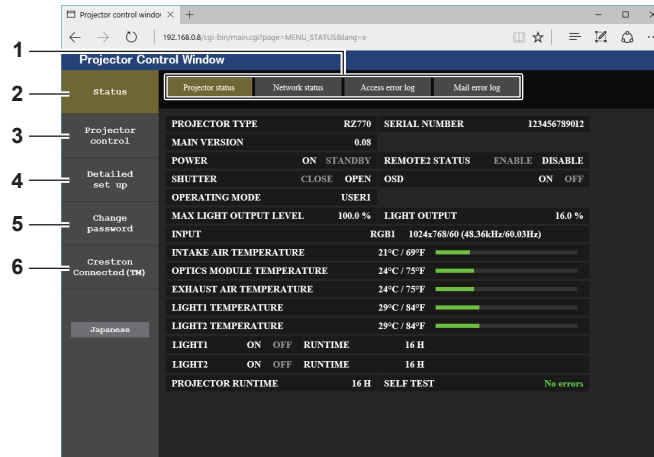 Projector control window
192.168.0.8/cgi-bin/main.cgi?page=MENU_STATUS&lang=e
Projector Control Window
1
2
Status
Projector status
Network status
Access error log
Mail error log
3
Projector control
4
Detailed set up
5
Change password
6
Crestron Connected(TM)
Japanese
PROJECTOR TYPE RZ770 SERIAL NUMBER 123456789012
MAIN VERSION 0.08
POWER ON STANDBY REMOTE2 STATUS ENABLE DISABLE
SHUTTER CLOSE OPEN OSD ON OFF
OPERATING MODE USER1
MAX LIGHT OUTPUT LEVEL 100.0 % LIGHT OUTPUT 16.0 %
INPUT RGB1 1024x768/60 (48.36kHz/60.03Hz)
INTAKE AIR TEMPERATURE 21°C / 69°F
OPTICS MODULE TEMPERATURE 24°C / 75°F
EXHAUST AIR TEMPERATURE 24°C / 75°F
LIGHT1 TEMPERATURE 29°C / 84°F
LIGHT2 TEMPERATURE 29°C / 84°F
LIGHT1 ON OFF RUNTIME 16 H
LIGHT2 ON OFF RUNTIME 16 H
PROJECTOR RUNTIME 16 H SELF TEST No errors